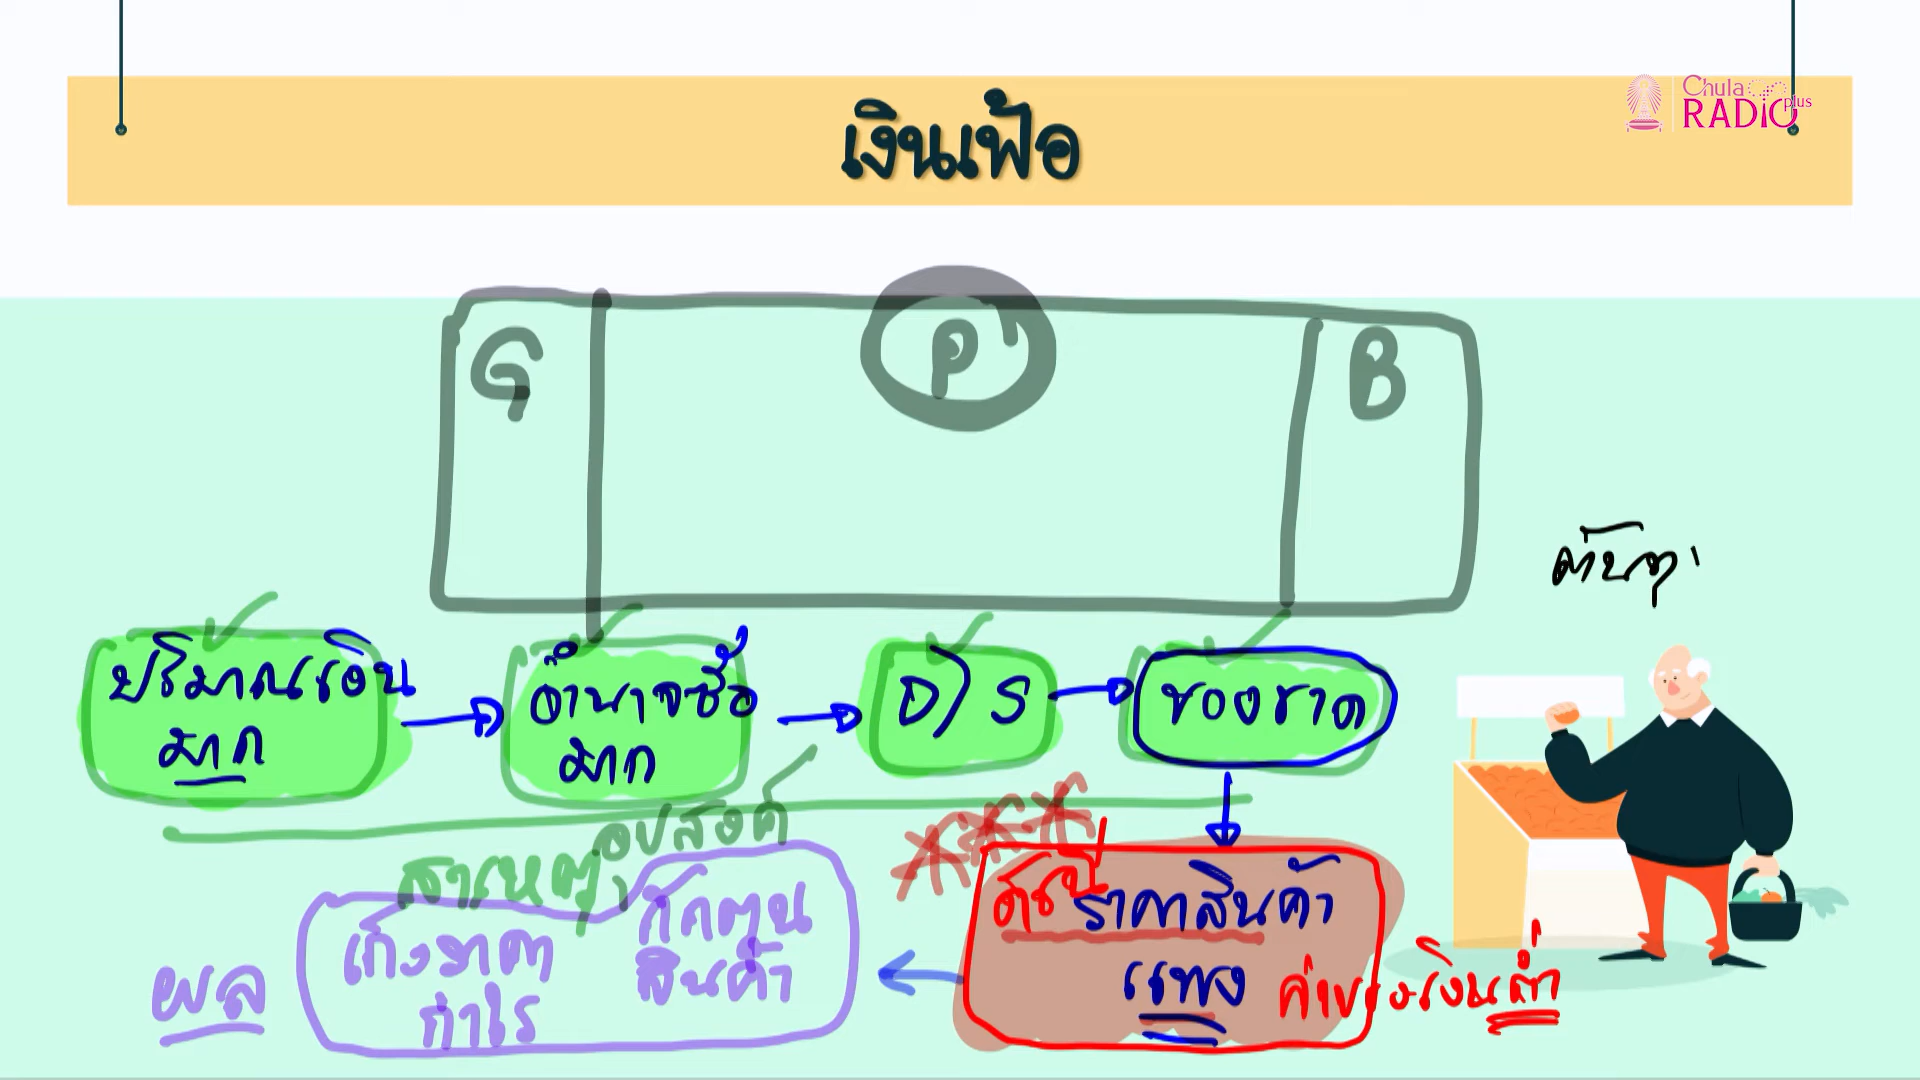 Chula
RADIO plus
เงินเฟ้อ
G
P
B
ปริมาณเงิน
มาก
อำนาจซื้อ
มาก
D/S
ของขาด
สาเหตุ
อุปสงค์
ดัชนี
ราคาสินค้า
แพง
ค่าของเงินต่ำ
กักตุน
สินค้า
เก็งราคา
กำไร
ผล